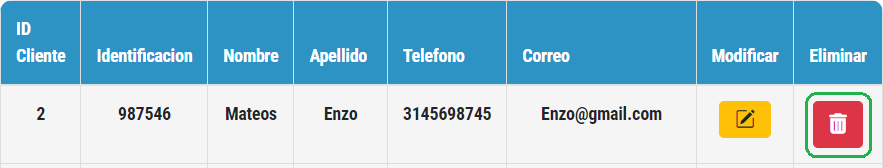 ID Cliente Identificacion Nombre Apellido Telefono Correo Modificar Eliminar
2 987546 Mateos Enzo 3145698745 Enzo@gmail.com